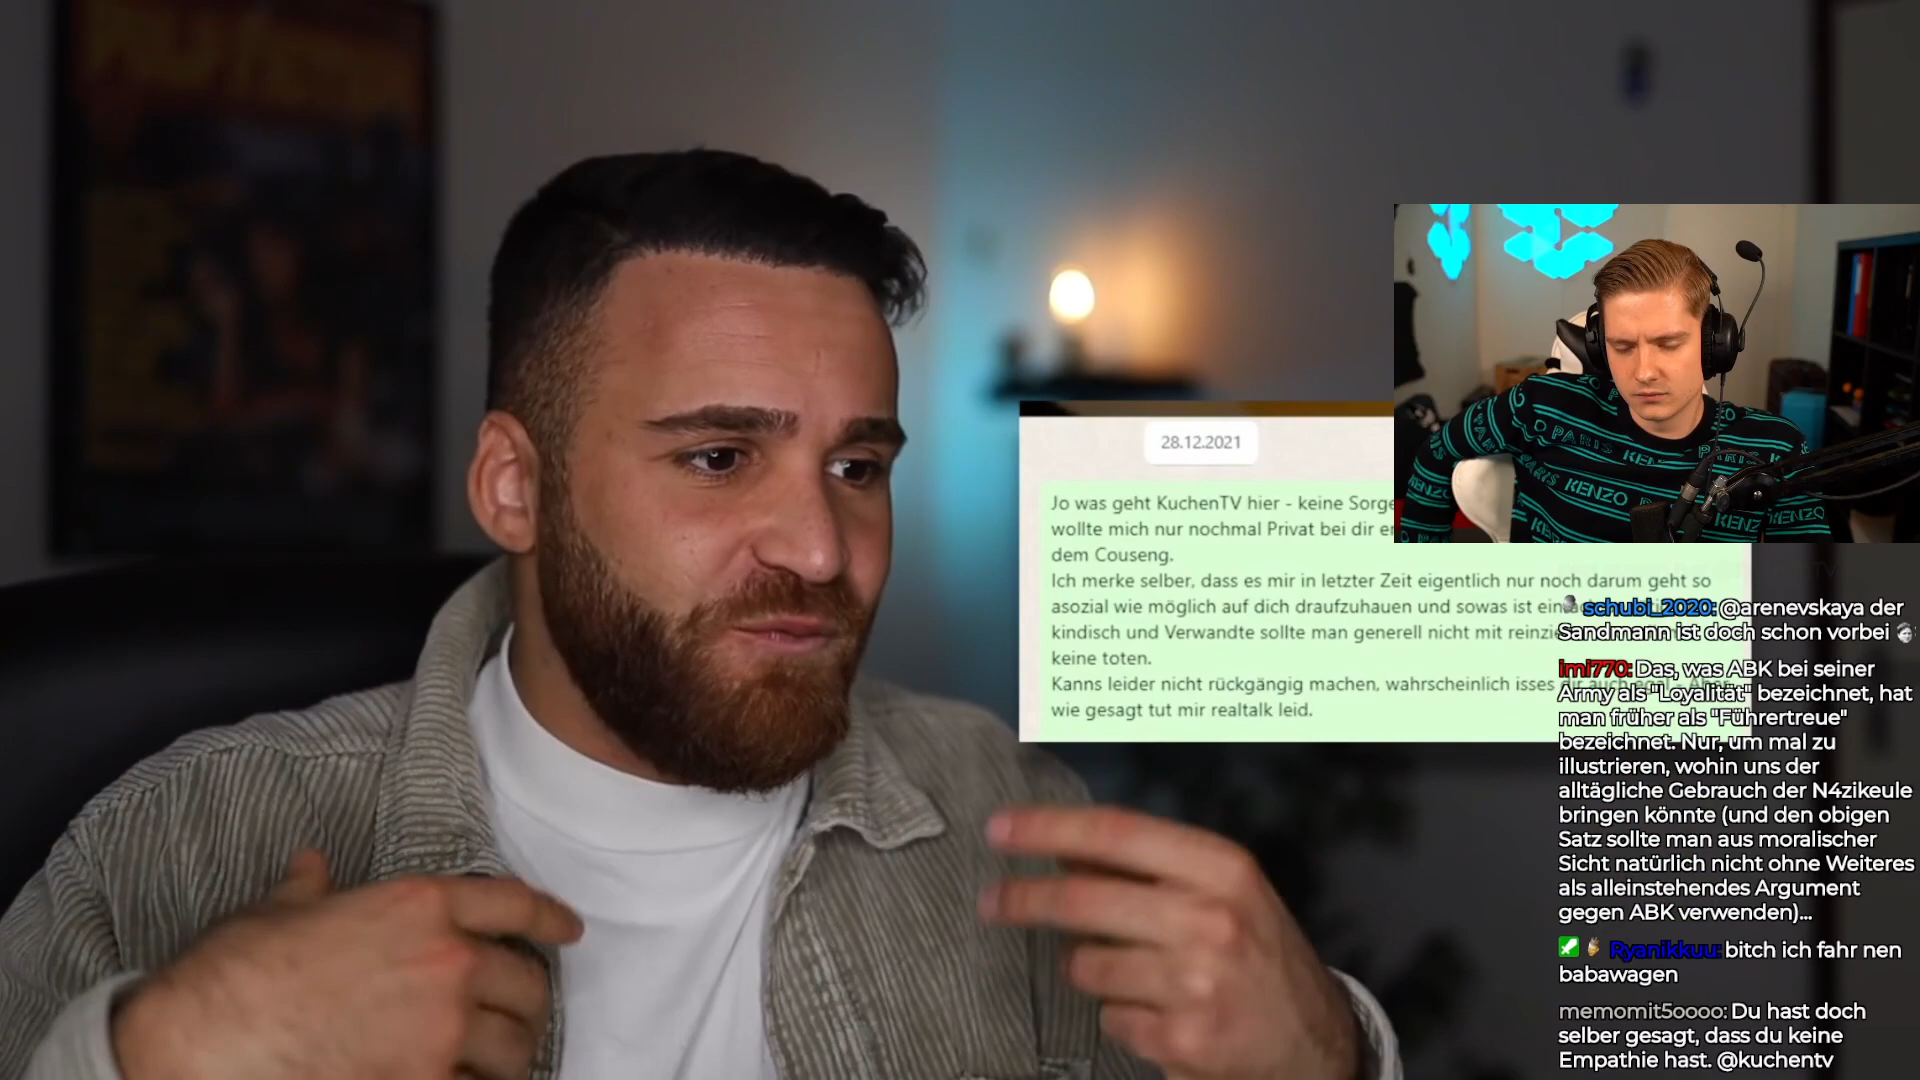 28.12.2021
Jo was geht KuchenTV hier - keine Sorge
wollte mich nur nochmal Privat bei dir
dem Couseng.
Ich merke selber, dass es mir in letzter Zeit eigentlich nur noch darum geht so
asozial wie möglich auf dich draufzuhauen und sowas ist
kindisch und Verwandte sollte man generell nicht mit
keine toten.
Kanns leider nicht rückgängig machen, wahrscheinlich isses dir auch egal -
wie gesagt tut mir realtalk leid.
PARIS KENZO
schubi_2020: @arenevskaya der
Sandmann ist doch schon vorbei
imi770: Das, was ABK bei seiner
Army als "Loyalität" bezeichnet, hat
man früher als "Führertreue"
bezeichnet. Nur, um mal zu
illustrieren, wohin uns der
alltägliche Gebrauch der N4zikeule
bringen könnte (und den obigen
Satz sollte man aus moralischer
Sicht natürlich nicht ohne Weiteres
als alleinstehendes Argument
gegen ABK verwenden)...
Ryanikkuu: bitch ich fahr nen
babawagen
memomit5oooo: Du hast doch
selber gesagt, dass du keine
Empathie hast. @kuchentv